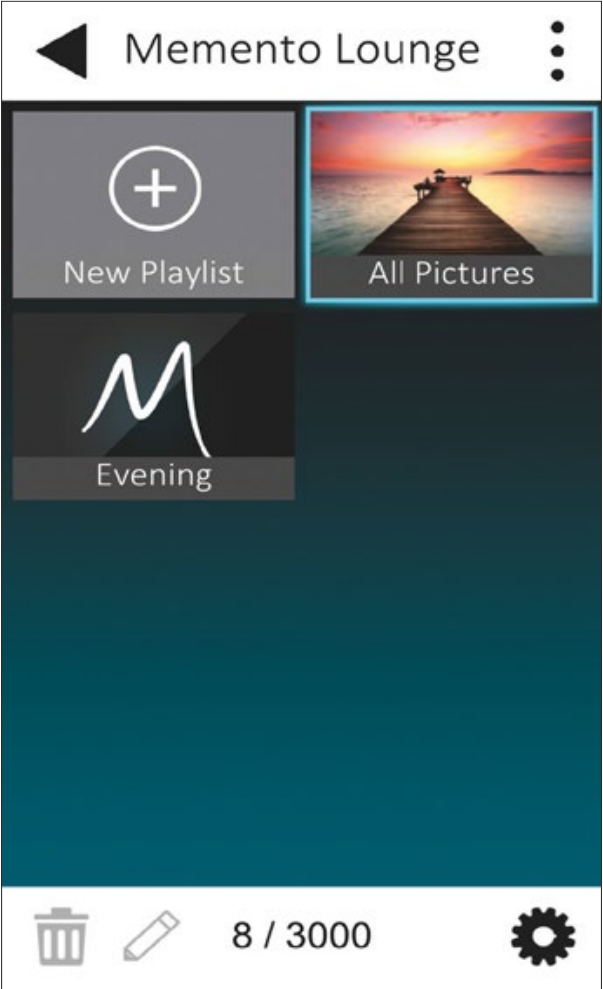 Memento Lounge
New Playlist
All Pictures
Evening
8 / 3000